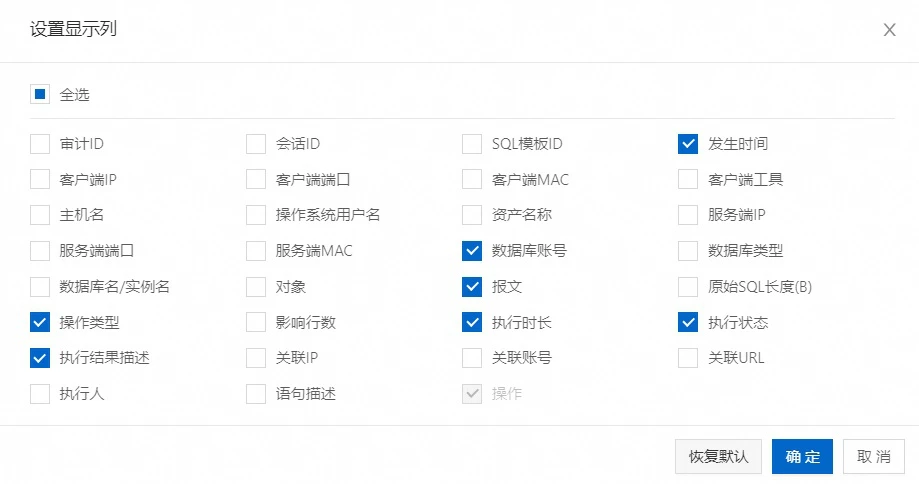 设置显示列
全选
审计ID 会话ID SQL模板ID 发生时间
客户端IP 客户端端口 客户端MAC 客户端工具
主机名 操作系统用户名 资产名称 服务端IP
服务端端口 服务端MAC 数据库账号 数据库类型
数据库名/实例名 对象 报文 原始SQL长度(B)
操作类型 影响行数 执行时长 执行状态
执行结果描述 关联IP 关联账号 关联URL
执行人 语句描述 操作
恢复默认 确定 取消